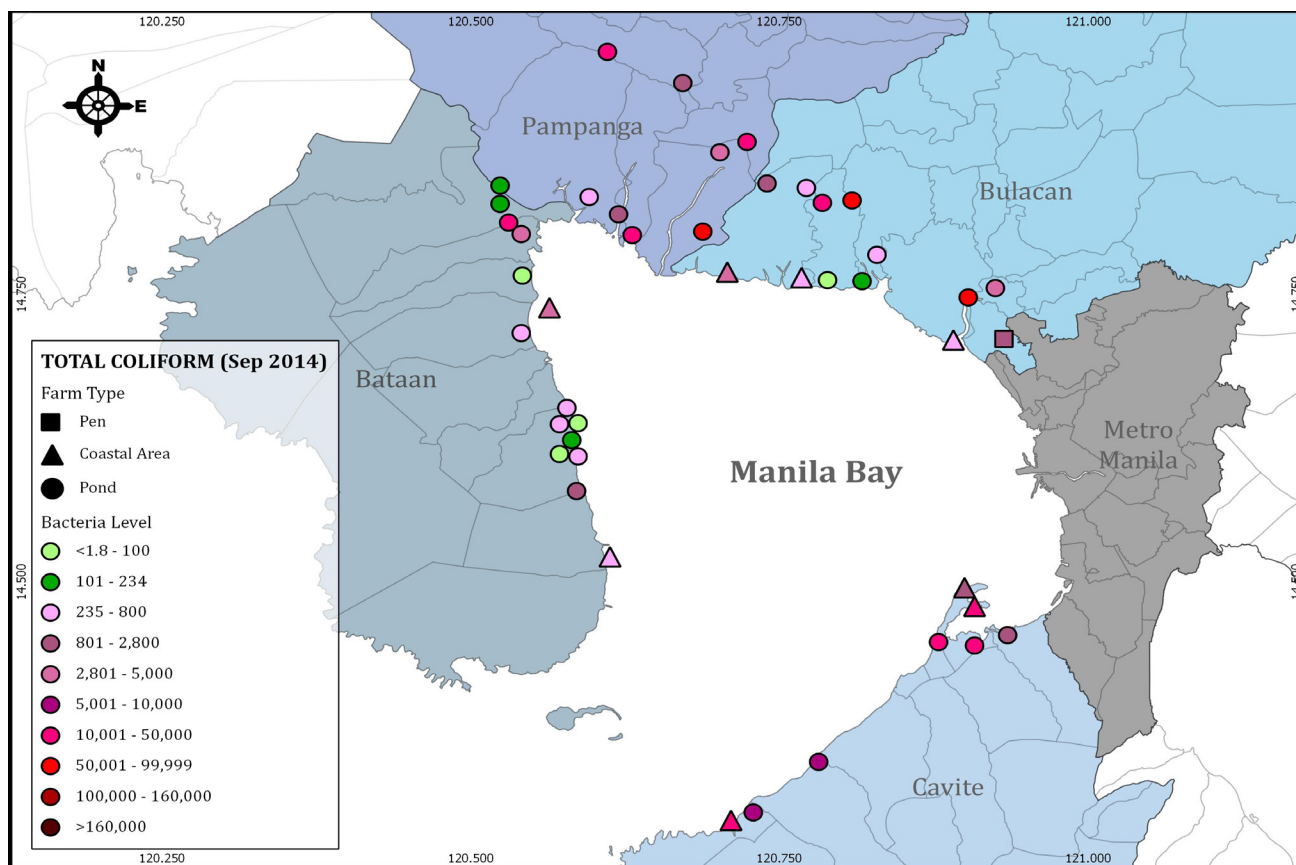 120.250 120.500 120.750 121.000
N
E
Pampanga
Bulacan
14.750 14.750
TOTAL COLIFORM (Sep 2014)
Farm Type
Pen
Coastal Area
Pond
Bacteria Level
<1.8 - 100
101 - 234
235 - 800
801 - 2,800
2,801 - 5,000
5,001 - 10,000
10,001 - 50,000
50,001 - 99,999
100,000 - 160,000
>160,000
Bataan
Metro
Manila
Manila Bay
14.500 14.500
Cavite
120.250 120.500 120.750 121.000